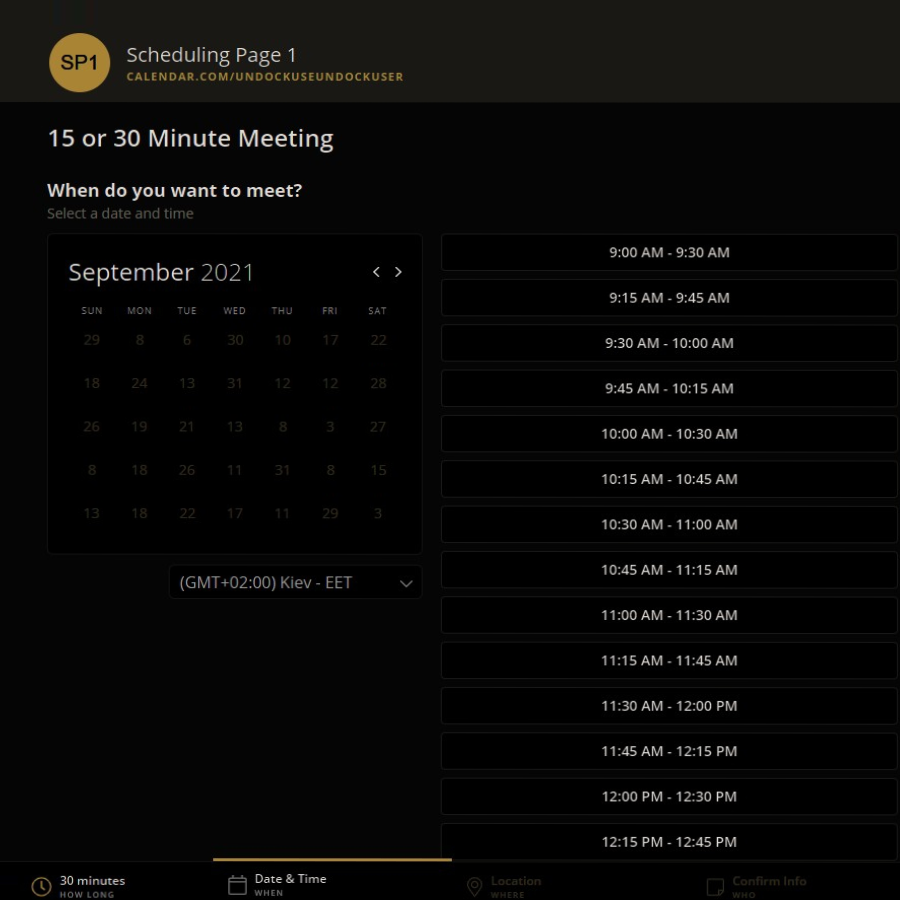 SP1
Scheduling Page 1
CALENDAR.COM/UNDOCKUSEUNDOCKUSER
15 or 30 Minute Meeting
When do you want to meet?
Select a date and time
September 2021
SUN MON TUE WED THU FRI SAT
29 8 6 30 10 17 22
18 24 13 31 12 12 28
26 19 21 13 8 3 27
8 18 26 11 31 8 15
13 18 22 17 11 29 3
(GMT+02:00) Kiev - EET
9:00 AM - 9:30 AM
9:15 AM - 9:45 AM
9:30 AM - 10:00 AM
9:45 AM - 10:15 AM
10:00 AM - 10:30 AM
10:15 AM - 10:45 AM
10:30 AM - 11:00 AM
10:45 AM - 11:15 AM
11:00 AM - 11:30 AM
11:15 AM - 11:45 AM
11:30 AM - 12:00 PM
11:45 AM - 12:15 PM
12:00 PM - 12:30 PM
12:15 PM - 12:45 PM
30 minutes
HOW LONG
Date & Time
WHEN
Location
WHERE
Confirm Info
WHO